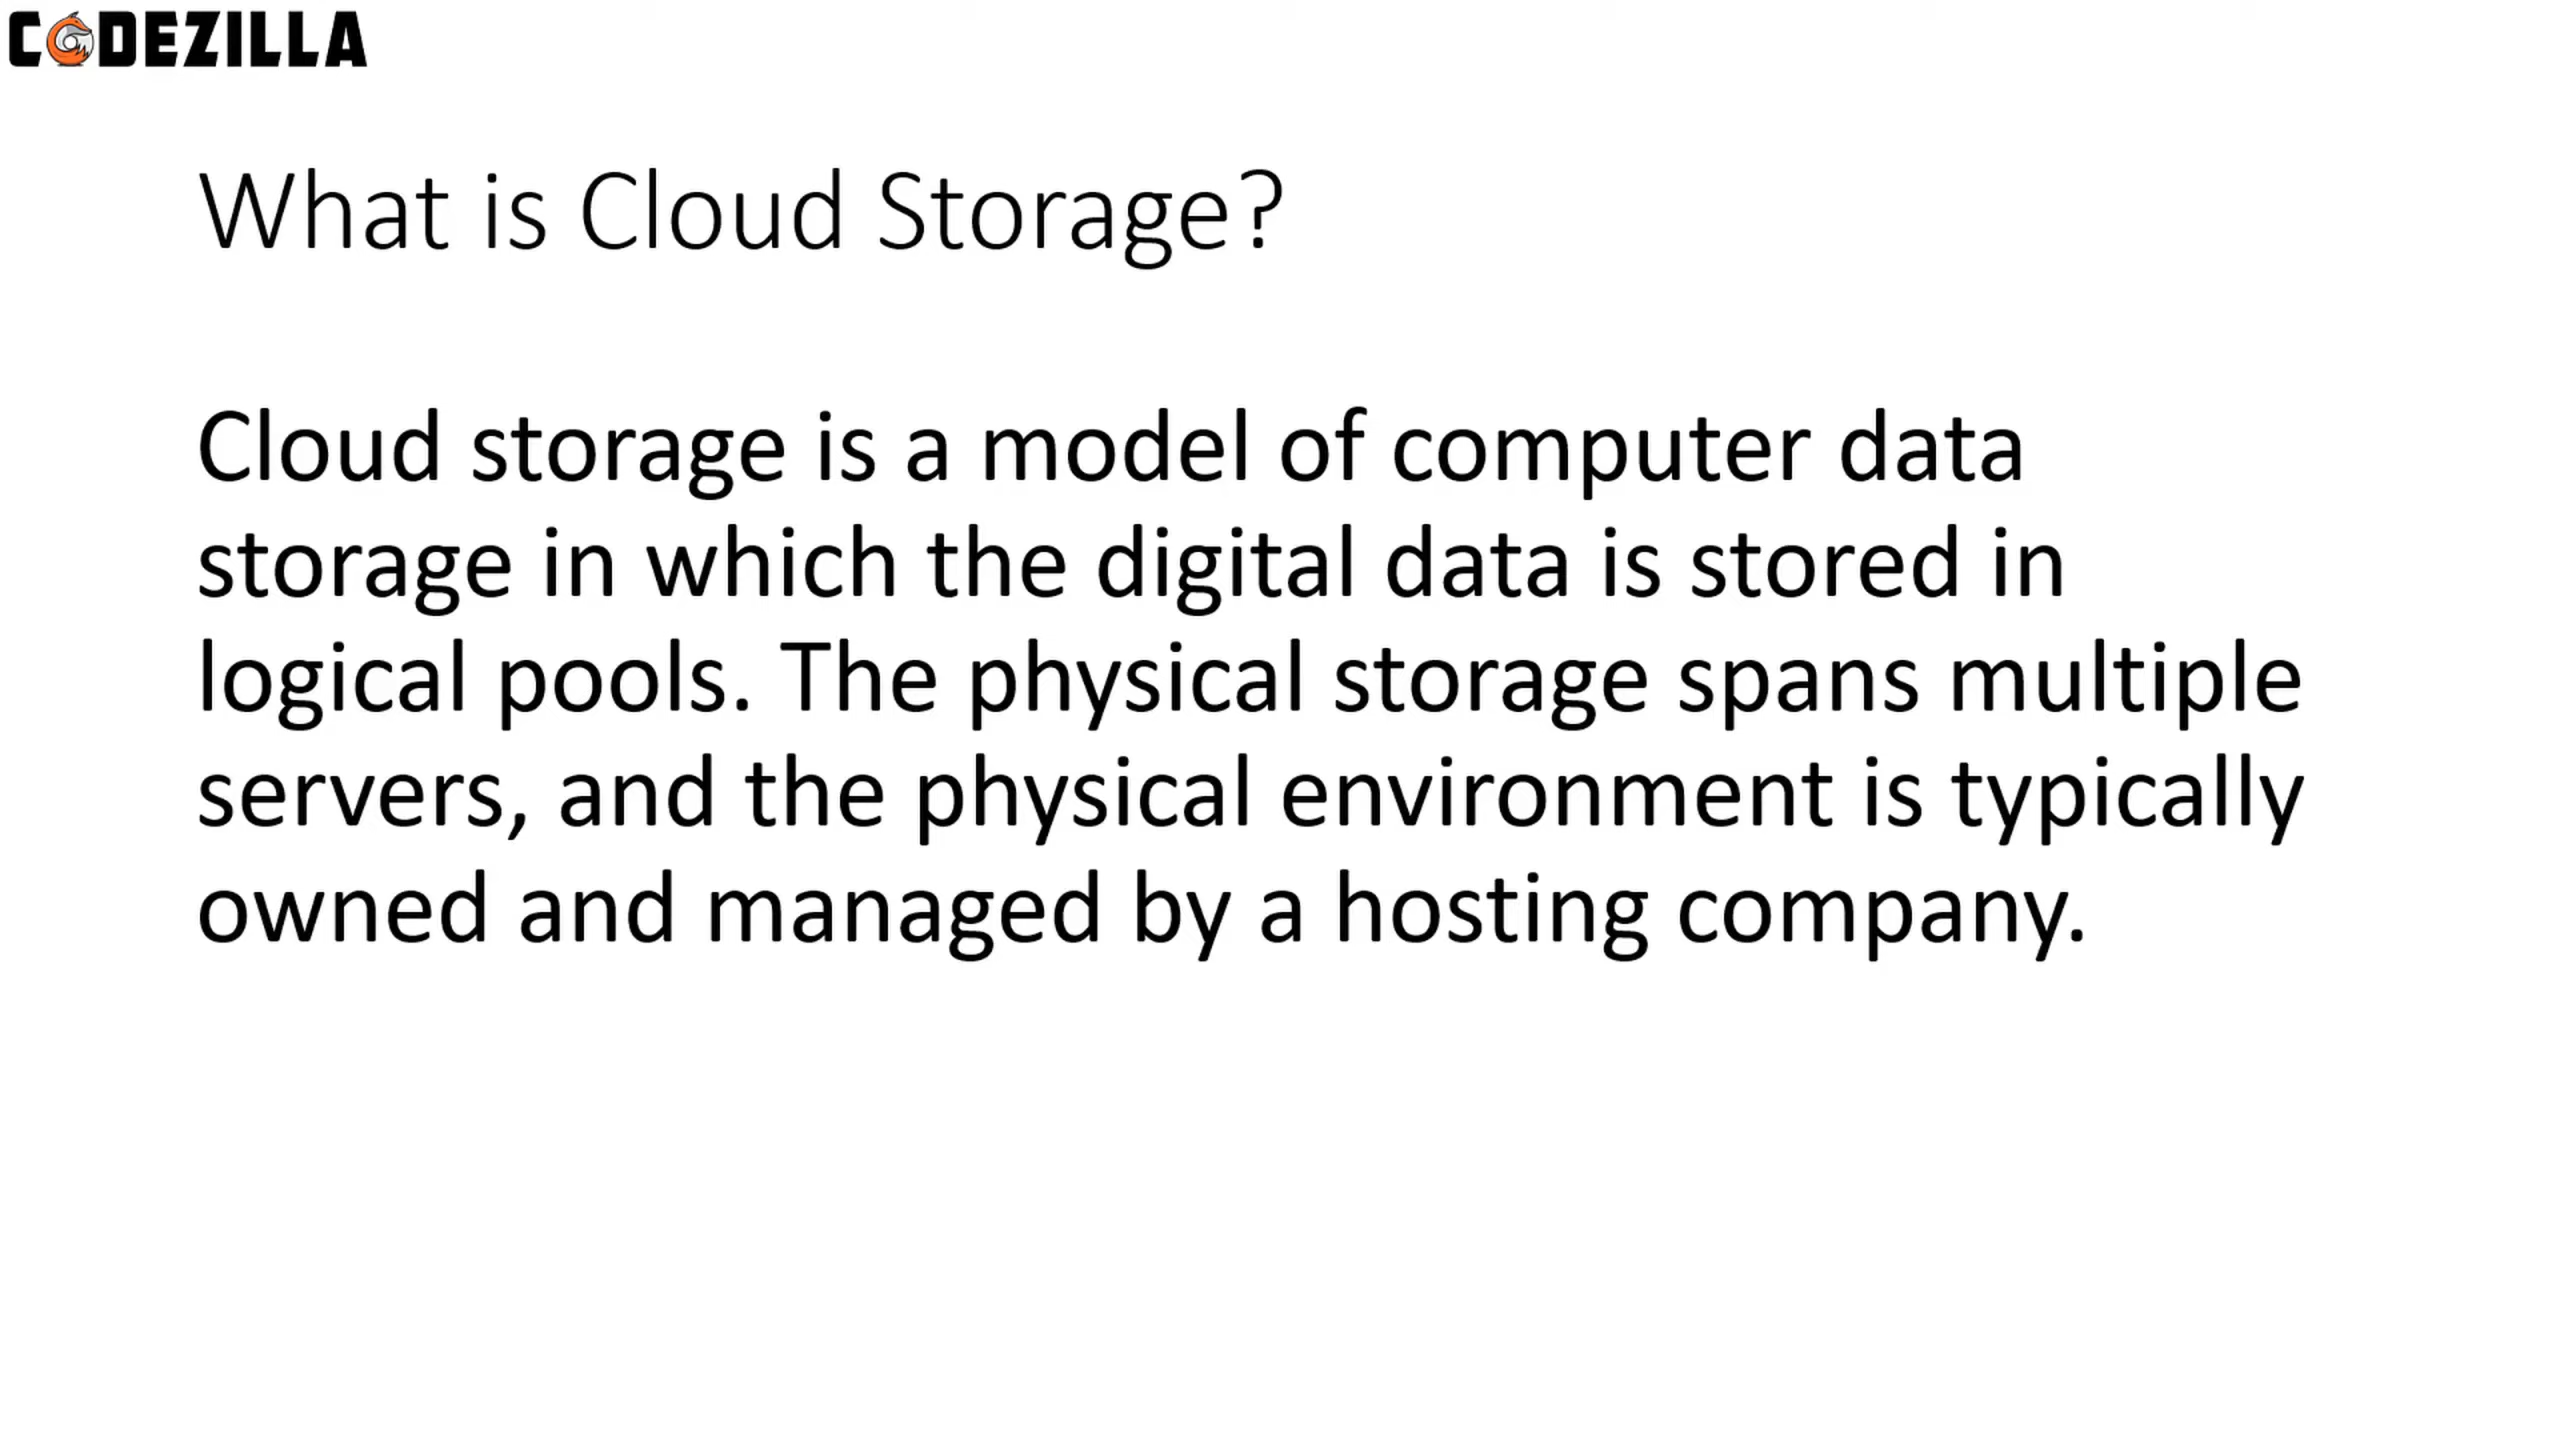 CODEZILLA
What is Cloud Storage?
Cloud storage is a model of computer data
storage in which the digital data is stored in
logical pools. The physical storage spans multiple
servers, and the physical environment is typically
owned and managed by a hosting company.